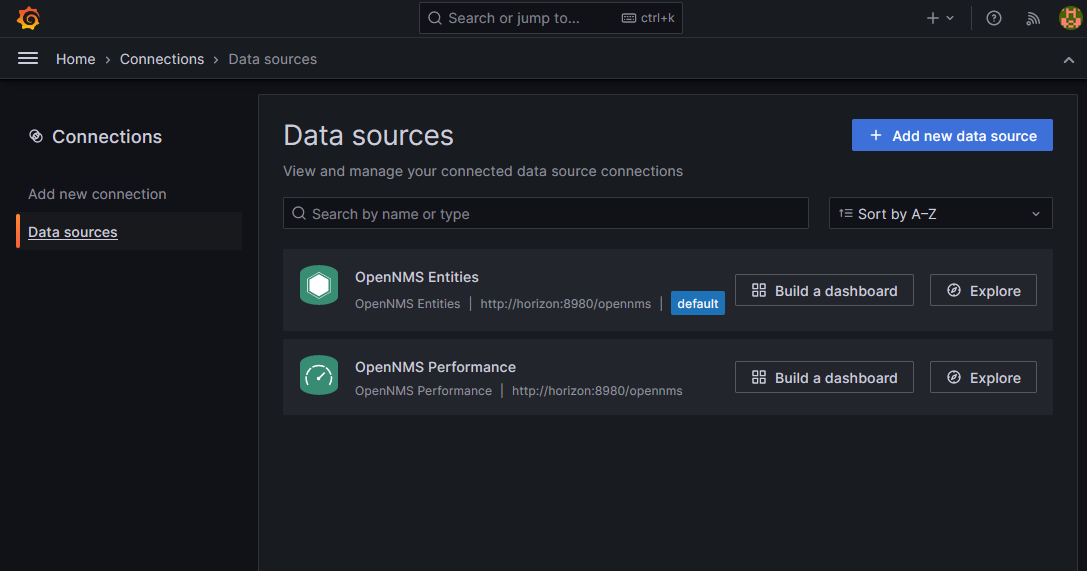 Search or jump to... ctrl+k
Home › Connections › Data sources
Connections
Add new connection
Data sources
Data sources
Add new data source
View and manage your connected data source connections
Search by name or type
Sort by A–Z
OpenNMS Entities
OpenNMS Entities | http://horizon:8980/opennms | default
Build a dashboard
Explore
OpenNMS Performance
OpenNMS Performance | http://horizon:8980/opennms
Build a dashboard
Explore